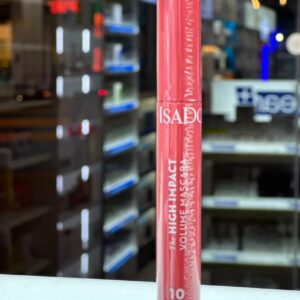 ISADO
The HIGH.IMPACT
VOLUME MASCARA
10